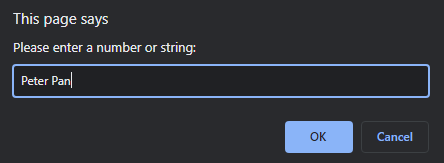 This page says
Please enter a number or string:
Peter Pan
OK Cancel